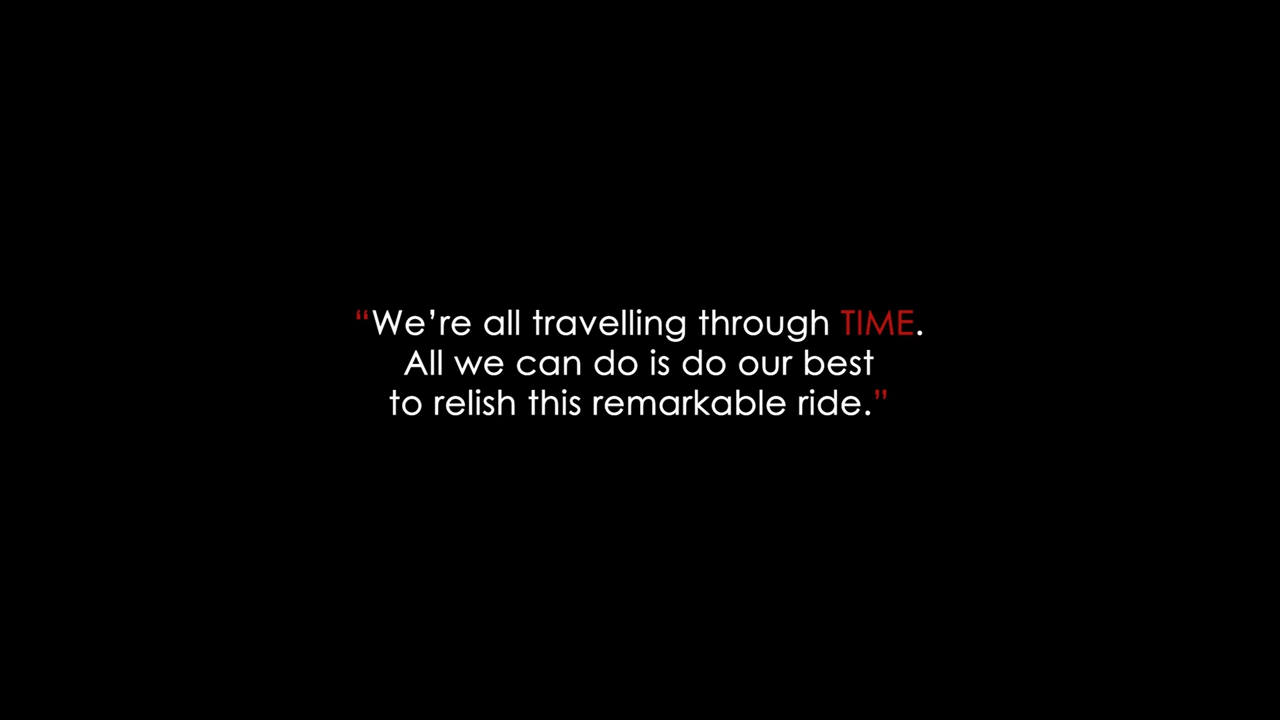 “We’re all travelling through TIME.
All we can do is do our best
to relish this remarkable ride.”